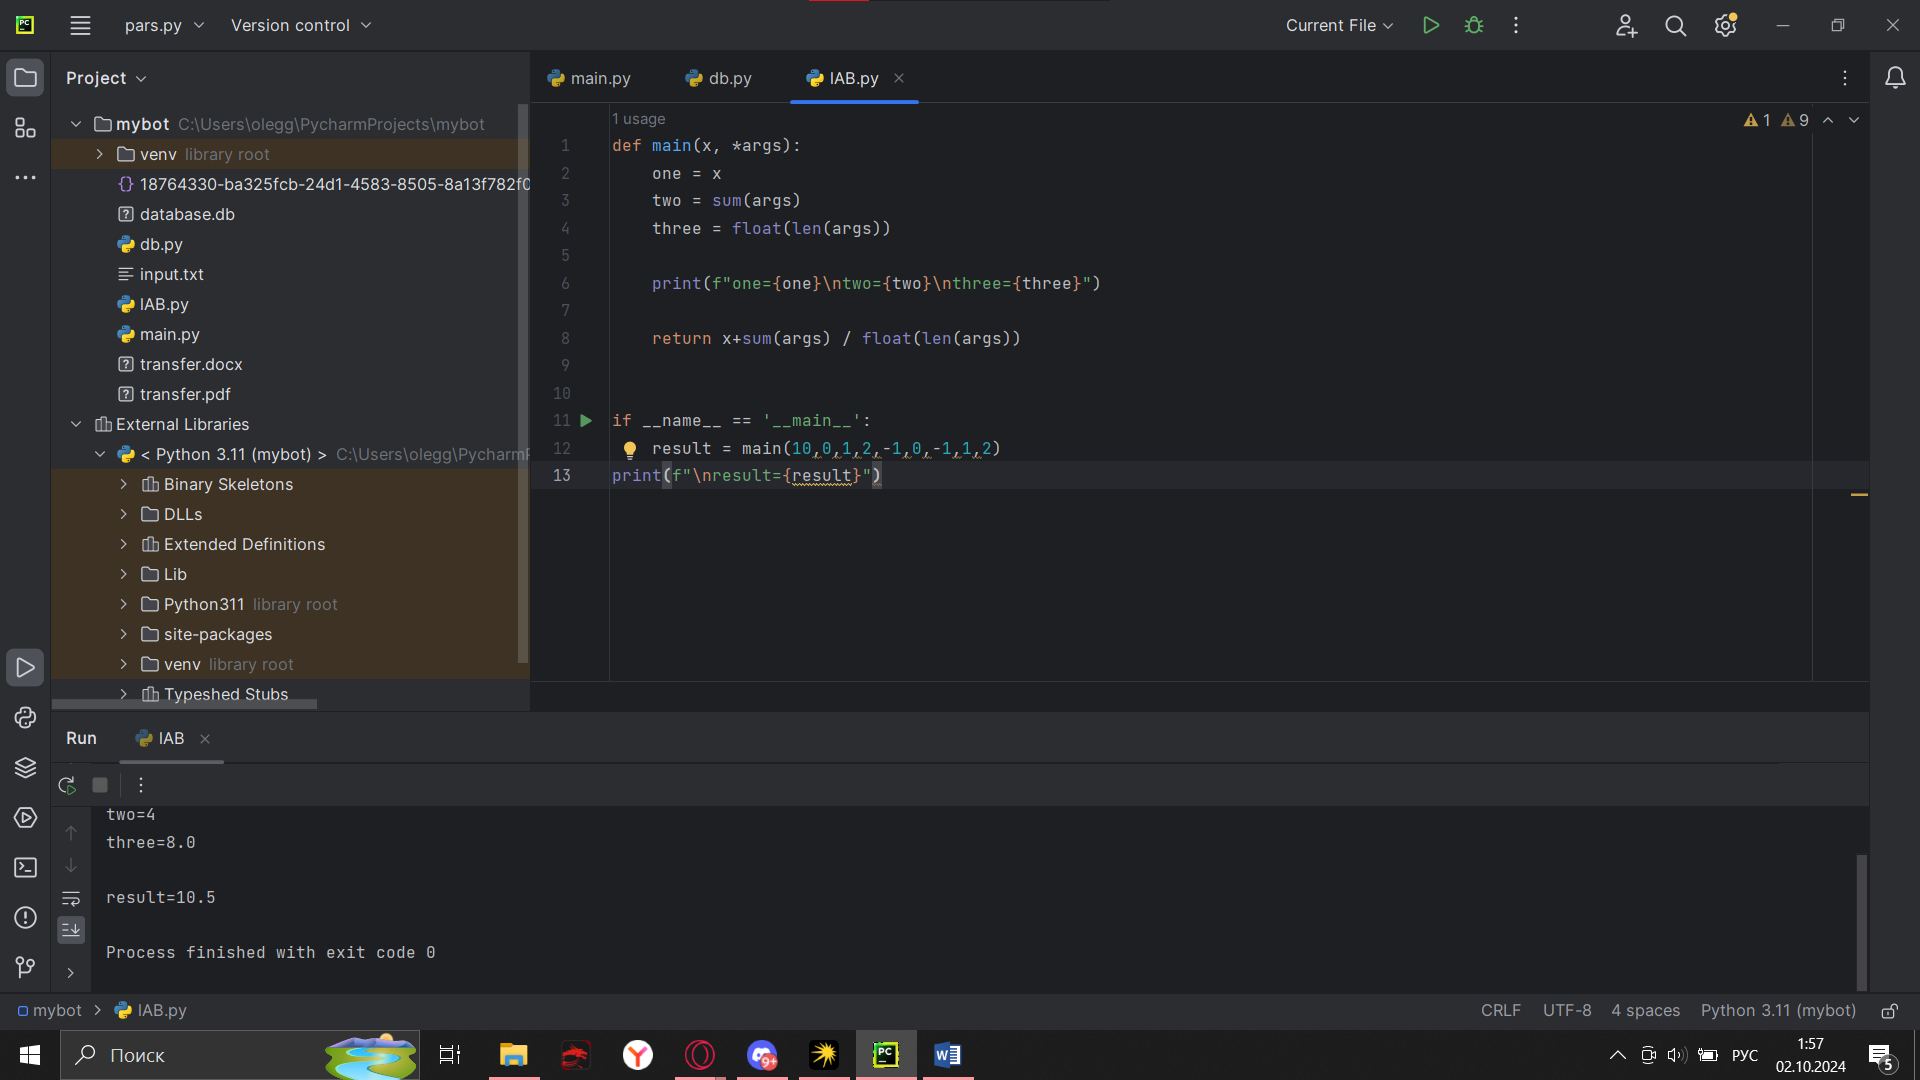 pars.py
Version control
Current File
Project
main.py
db.py
IAB.py
mybot C:\Users\olegg\PycharmProjects\mybot
venv library root
18764330-ba325fcb-24d1-4583-8505-8a13f782f0
database.db
db.py
input.txt
IAB.py
main.py
transfer.docx
transfer.pdf
External Libraries
< Python 3.11 (mybot) > C:\Users\olegg\PycharmP
Binary Skeletons
DLLs
Extended Definitions
Lib
Python311 library root
site-packages
venv library root
Typeshed Stubs
1 usage
1 9
1 def main(x, *args):
2     one = x
3     two = sum(args)
4     three = float(len(args))
5
6     print(f"one={one}\ntwo={two}\nthree={three}")
7
8     return x+sum(args) / float(len(args))
9
10
11 if __name__ == '__main__':
12     result = main(10,0,1,2,-1,0,-1,1,2)
13 print(f"\nresult={result}")
Run
IAB
two=4
three=8.0
result=10.5
Process finished with exit code 0
mybot > IAB.py
CRLF UTF-8 4 spaces Python 3.11 (mybot)
Поиск
9+
PC
W
РУС
1:57
02.10.2024
5